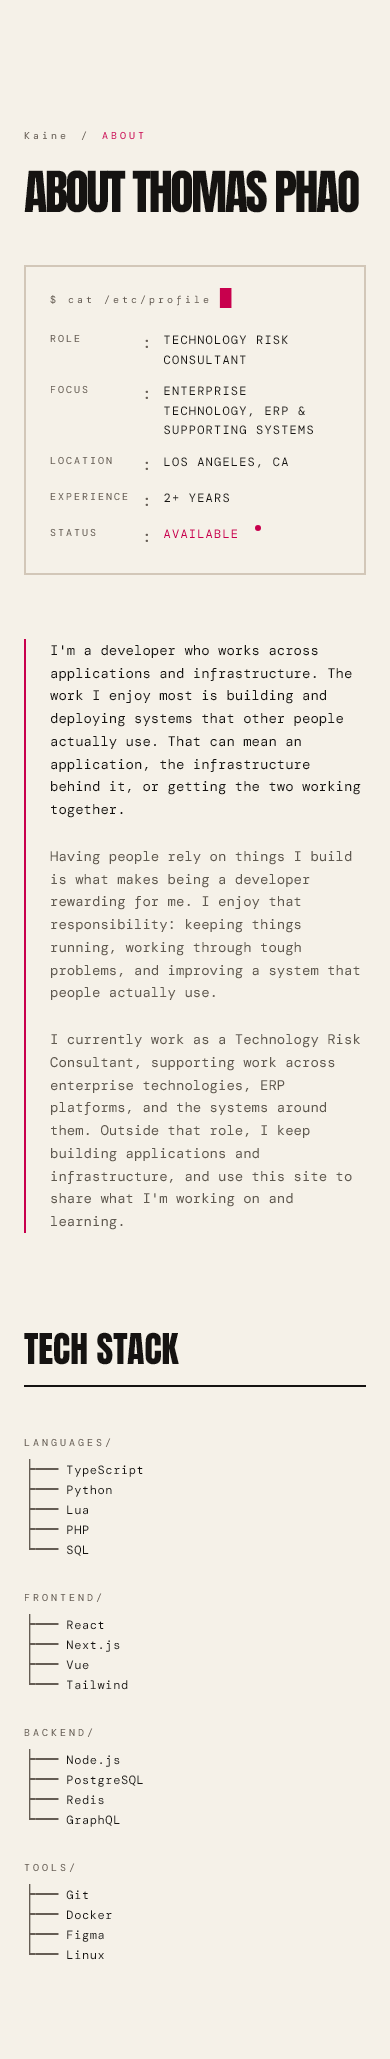 Kaine / ABOUT
ABOUT THOMAS PHAO
$ cat /etc/profile
ROLE : TECHNOLOGY RISK
CONSULTANT
FOCUS : ENTERPRISE
TECHNOLOGY, ERP &
SUPPORTING SYSTEMS
LOCATION : LOS ANGELES, CA
EXPERIENCE : 2+ YEARS
STATUS : AVAILABLE
I'm a developer who works across
applications and infrastructure. The
work I enjoy most is building and
deploying systems that other people
actually use. That can mean an
application, the infrastructure
behind it, or getting the two working
together.
Having people rely on things I build
is what makes being a developer
rewarding for me. I enjoy that
responsibility: keeping things
running, working through tough
problems, and improving a system that
people actually use.
I currently work as a Technology Risk
Consultant, supporting work across
enterprise technologies, ERP
platforms, and the systems around
them. Outside that role, I keep
building applications and
infrastructure, and use this site to
share what I'm working on and
learning.
TECH STACK
LANGUAGES/
├── TypeScript
├── Python
├── Lua
├── PHP
└── SQL
FRONTEND/
├── React
├── Next.js
├── Vue
└── Tailwind
BACKEND/
├── Node.js
├── PostgreSQL
├── Redis
└── GraphQL
TOOLS/
├── Git
├── Docker
├── Figma
└── Linux